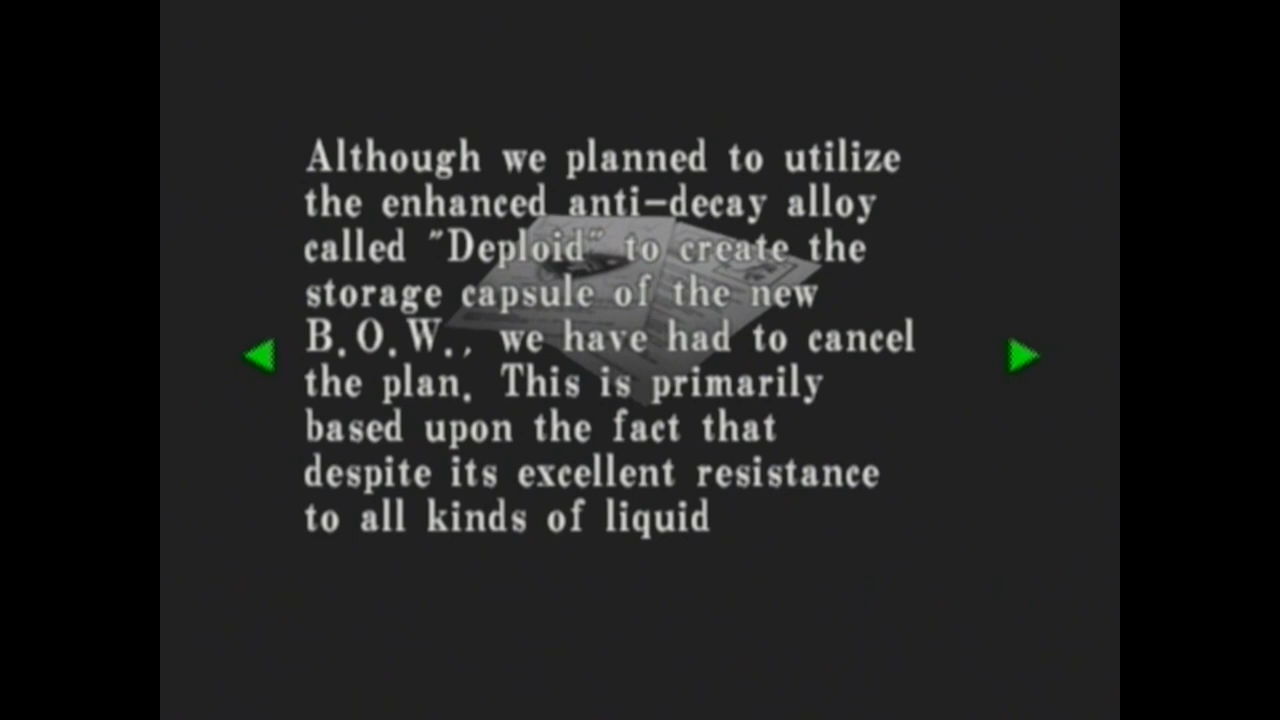 Although we planned to utilize
the enhanced anti-decay alloy
called "Deploid" to create the
storage capsule of the new
B.O.W., we have had to cancel
the plan. This is primarily
based upon the fact that
despite its excellent resistance
to all kinds of liquid